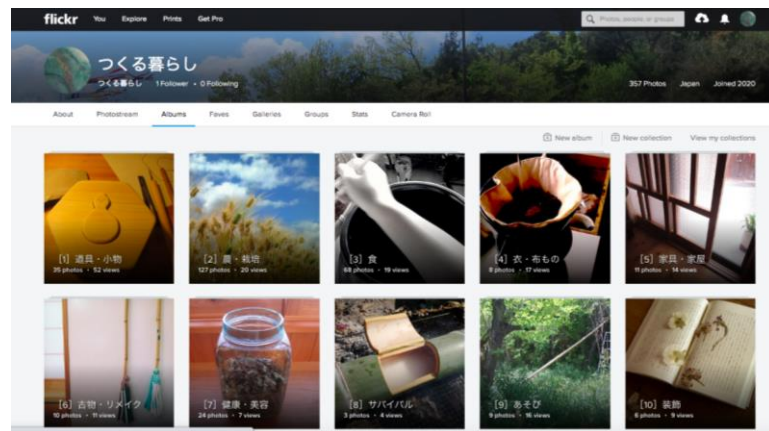 flickr You Explore Prints Get Pro Photos, people, or groups
つくる暮らし
つくる暮らし 1 Follower • 0 Following 357 Photos Japan Joined 2020
About Photostream Albums Faves Galleries Groups Stats Camera Roll
New album New collection View my collections
[1] 道具・小物
35 photos • 52 views
[2] 農・栽培
127 photos • 20 views
[3] 食
68 photos • 19 views
[4] 衣・布もの
8 photos • 17 views
[5] 家具・家屋
11 photos • 14 views
[6] 古物・リメイク
10 photos • 11 views
[7] 健康・美容
24 photos • 7 views
[8] サバイバル
3 photos • 4 views
[9] あそび
9 photos • 16 views
[10] 装飾
6 photos • 9 views